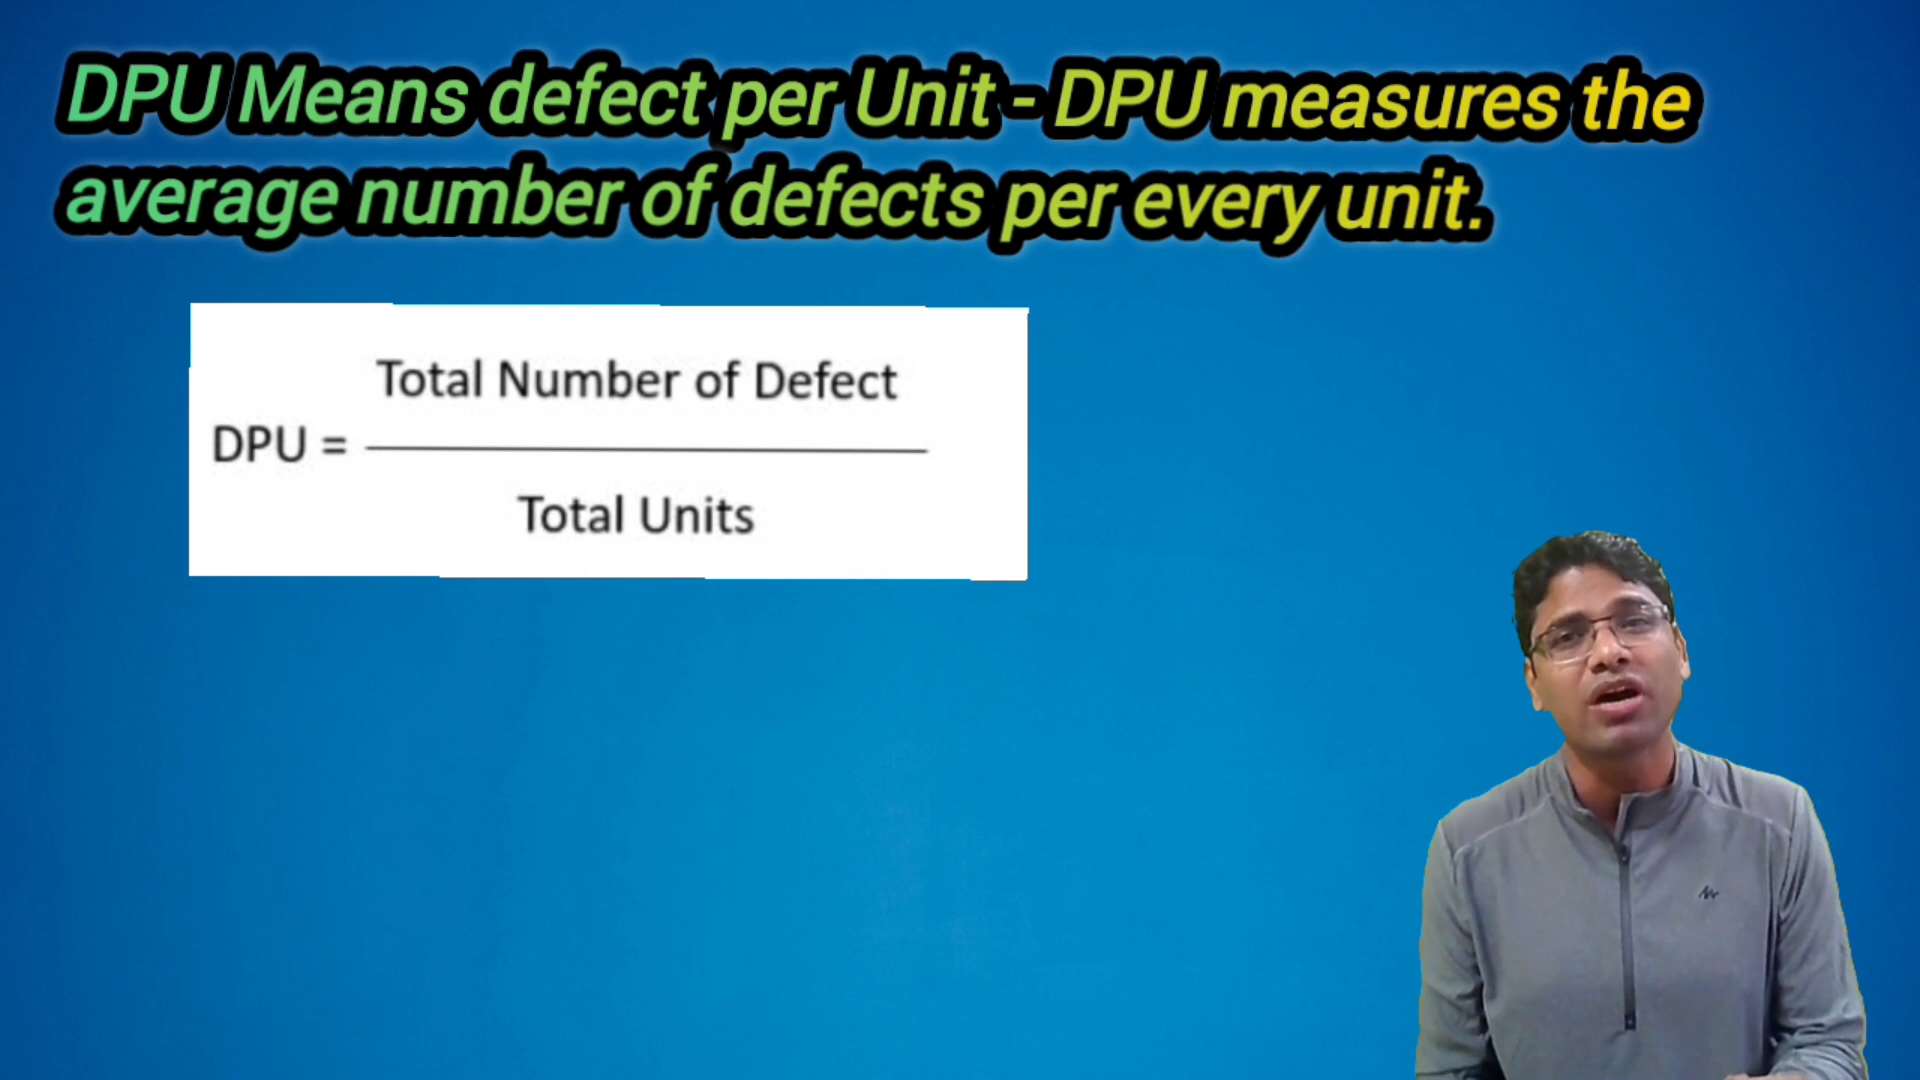 DPU Means defect per Unit - DPU measures the
average number of defects per every unit.
Total Number of Defect
DPU =
Total Units